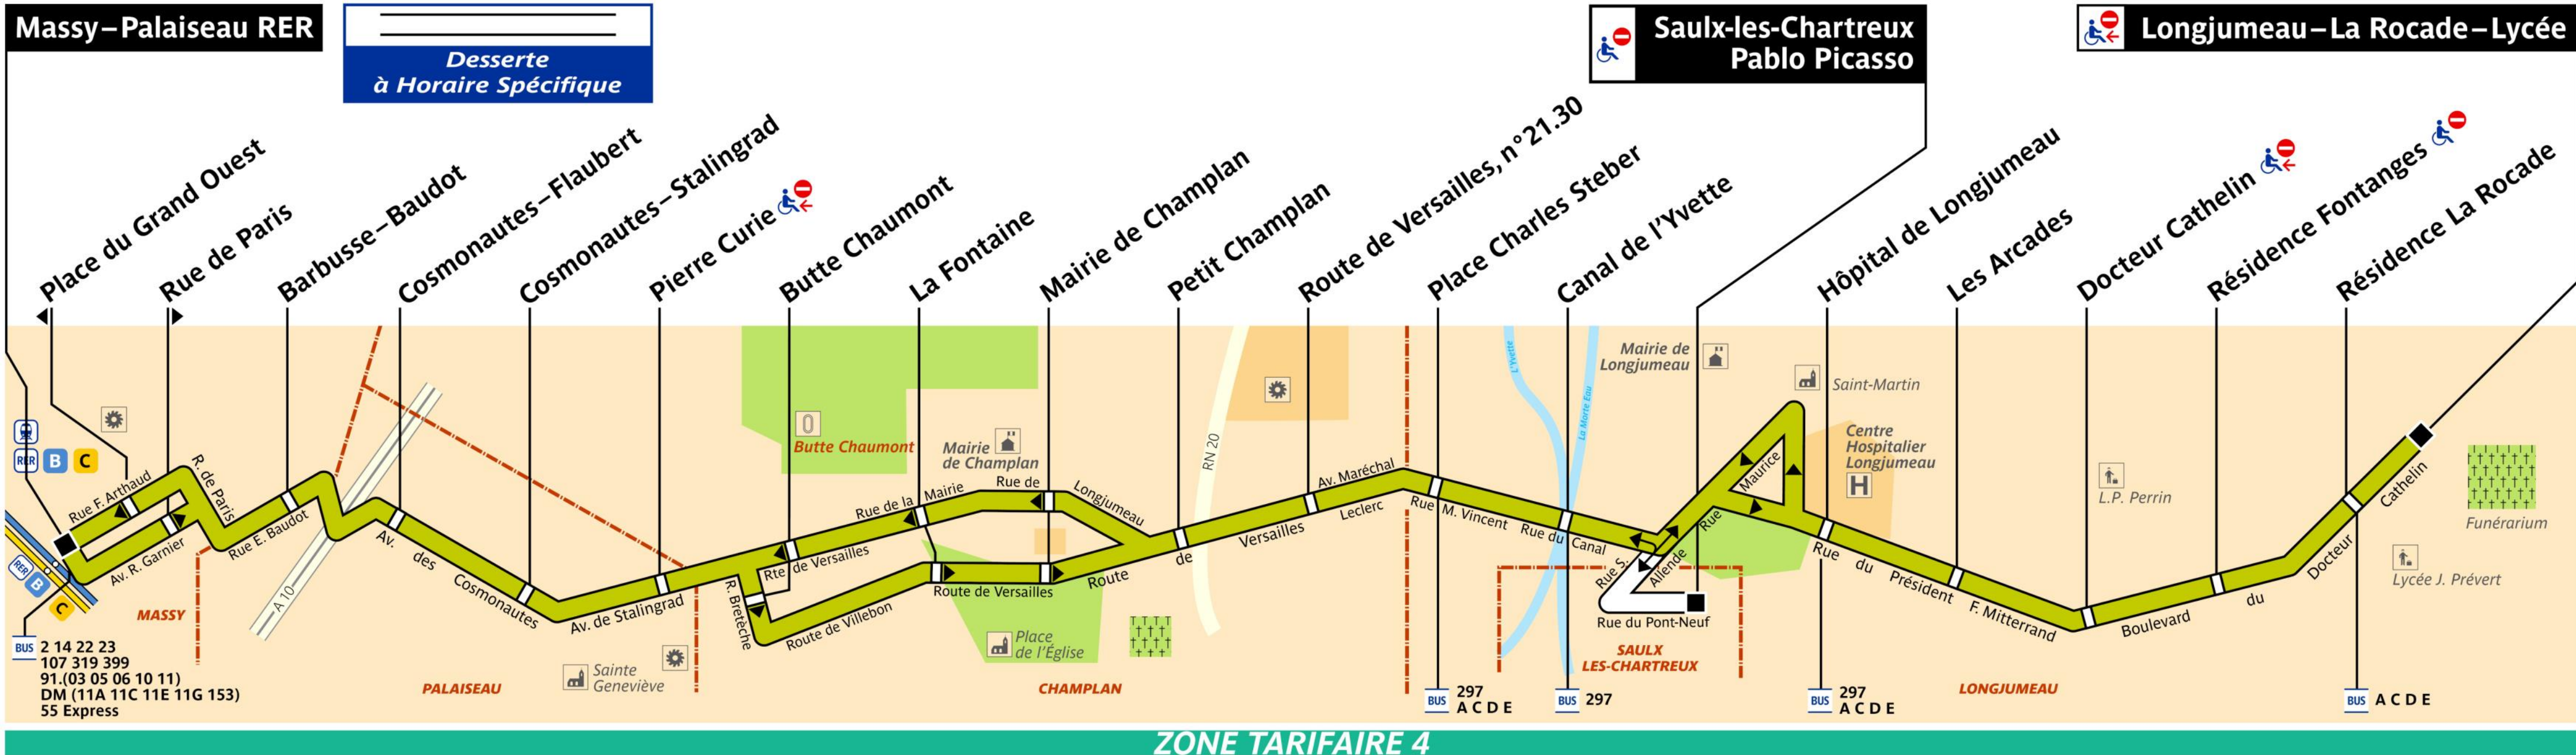 Massy–Palaiseau RER
Desserte
à Horaire Spécifique
Saulx-les-Chartreux
Pablo Picasso
Longjumeau–La Rocade–Lycée
Place du Grand Ouest
Rue de Paris
Barbusse–Baudot
Cosmonautes–Flaubert
Cosmonautes–Stalingrad
Pierre Curie
Butte Chaumont
La Fontaine
Mairie de Champlan
Petit Champlan
Route de Versailles, n°21.30
Place Charles Steber
Canal de l'Yvette
Hôpital de Longjumeau
Les Arcades
Docteur Cathelin
Résidence Fontanges
Résidence La Rocade
RER B C
Rue F. Arthaud
R. de Paris
Av. R. Garnier
Rue E. Baudot
RER B C
MASSY
A 10
Av. des Cosmonautes
Av. de Stalingrad
PALAISEAU
Sainte
Geneviève
Butte Chaumont
R. Bretèche
Rte de Versailles
Route de Villebon
Rue de la Mairie
Mairie
de Champlan
Rue de Longjumeau
Route de Versailles
Place
de l'Église
CHAMPLAN
Route de Versailles
RN 20
Av. Maréchal Leclerc
Rue M. Vincent
Rue du Canal
L'Yvette
La Morte Eau
Mairie de
Longjumeau
Saint-Martin
Centre
Hospitalier
Longjumeau
H
Rue Maurice
Rue S. Allende
Rue du Pont-Neuf
SAULX
LES-CHARTREUX
Rue du Président F. Mitterrand
LONGJUMEAU
L.P. Perrin
Boulevard du Docteur Cathelin
Funérarium
Lycée J. Prévert
BUS 2 14 22 23
107 319 399
91.(03 05 06 10 11)
DM (11A 11C 11E 11G 153)
55 Express
BUS 297
A C D E
BUS 297
BUS 297
A C D E
BUS A C D E
ZONE TARIFAIRE 4